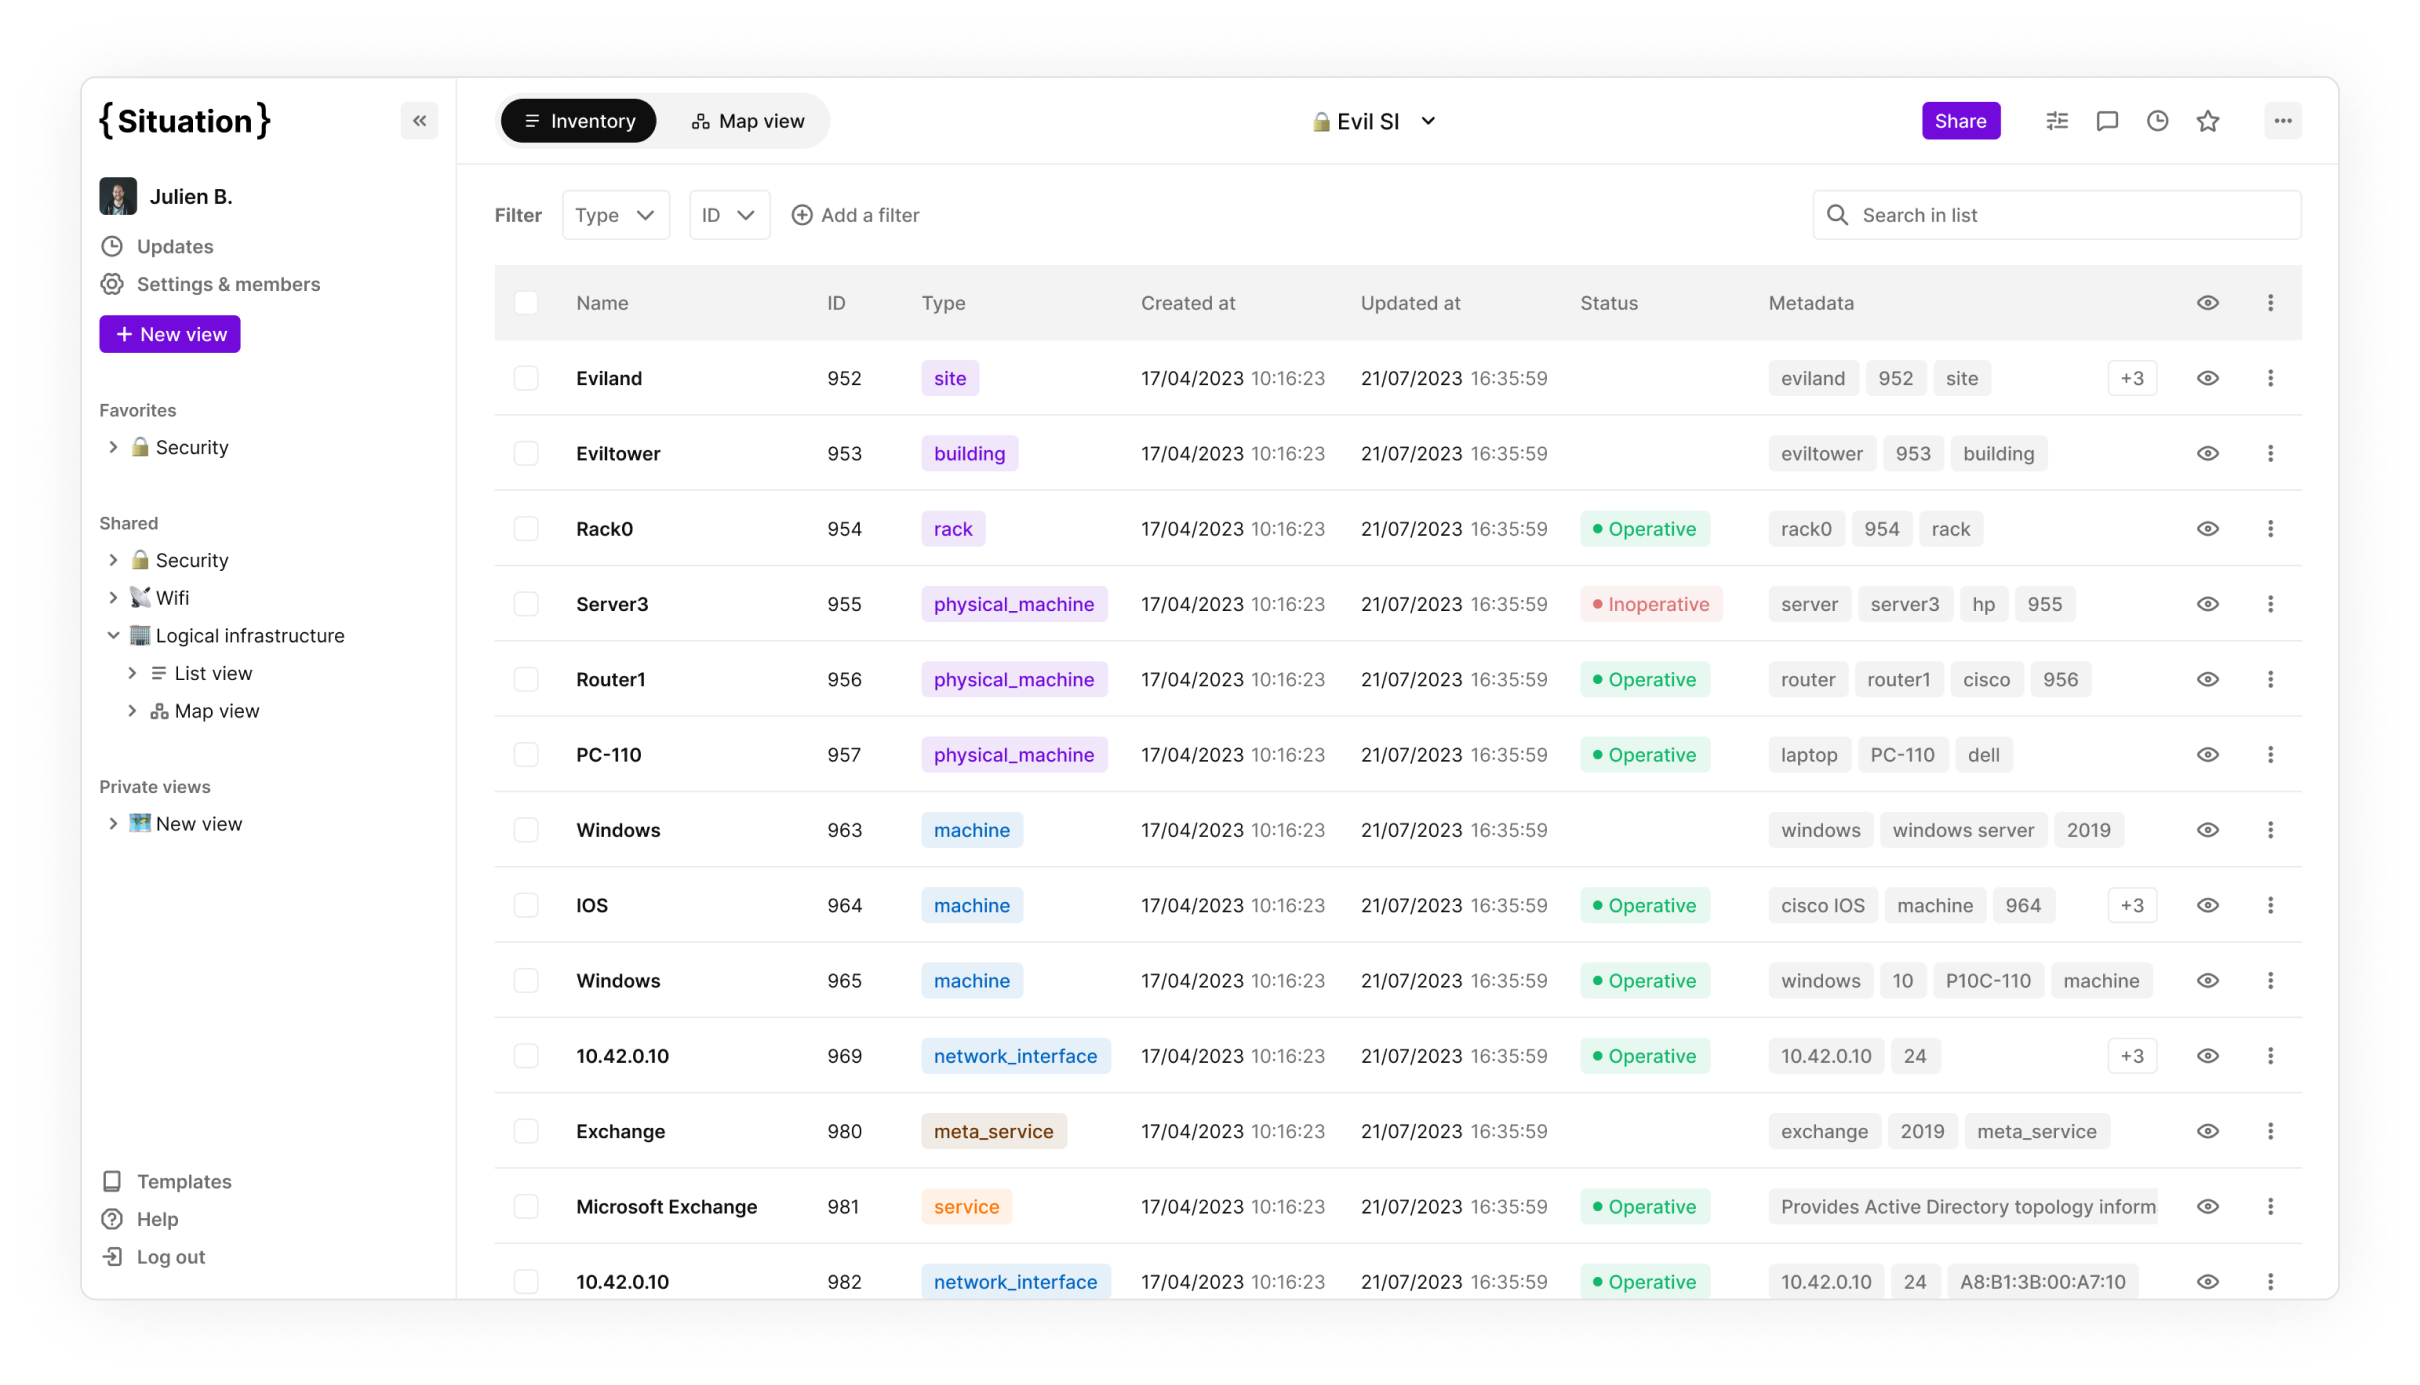 {Situation}
Julien B.
Updates
Settings & members
New view
Favorites
Security
Shared
Security
Wifi
Logical infrastructure
List view
Map view
Private views
New view
Templates
Help
Log out
Inventory Map view Evil SI Share
Filter Type ID Add a filter Search in list
Name ID Type Created at Updated at Status Metadata
Eviland 952 site 17/04/2023 10:16:23 21/07/2023 16:35:59 eviland 952 site +3
Eviltower 953 building 17/04/2023 10:16:23 21/07/2023 16:35:59 eviltower 953 building
Rack0 954 rack 17/04/2023 10:16:23 21/07/2023 16:35:59 Operative rack0 954 rack
Server3 955 physical_machine 17/04/2023 10:16:23 21/07/2023 16:35:59 Inoperative server server3 hp 955
Router1 956 physical_machine 17/04/2023 10:16:23 21/07/2023 16:35:59 Operative router router1 cisco 956
PC-110 957 physical_machine 17/04/2023 10:16:23 21/07/2023 16:35:59 Operative laptop PC-110 dell
Windows 963 machine 17/04/2023 10:16:23 21/07/2023 16:35:59 windows windows server 2019
IOS 964 machine 17/04/2023 10:16:23 21/07/2023 16:35:59 Operative cisco IOS machine 964 +3
Windows 965 machine 17/04/2023 10:16:23 21/07/2023 16:35:59 Operative windows 10 P10C-110 machine
10.42.0.10 969 network_interface 17/04/2023 10:16:23 21/07/2023 16:35:59 Operative 10.42.0.10 24 +3
Exchange 980 meta_service 17/04/2023 10:16:23 21/07/2023 16:35:59 exchange 2019 meta_service
Microsoft Exchange 981 service 17/04/2023 10:16:23 21/07/2023 16:35:59 Operative Provides Active Directory topology inform
10.42.0.10 982 network_interface 17/04/2023 10:16:23 21/07/2023 16:35:59 Operative 10.42.0.10 24 A8:B1:3B:00:A7:10